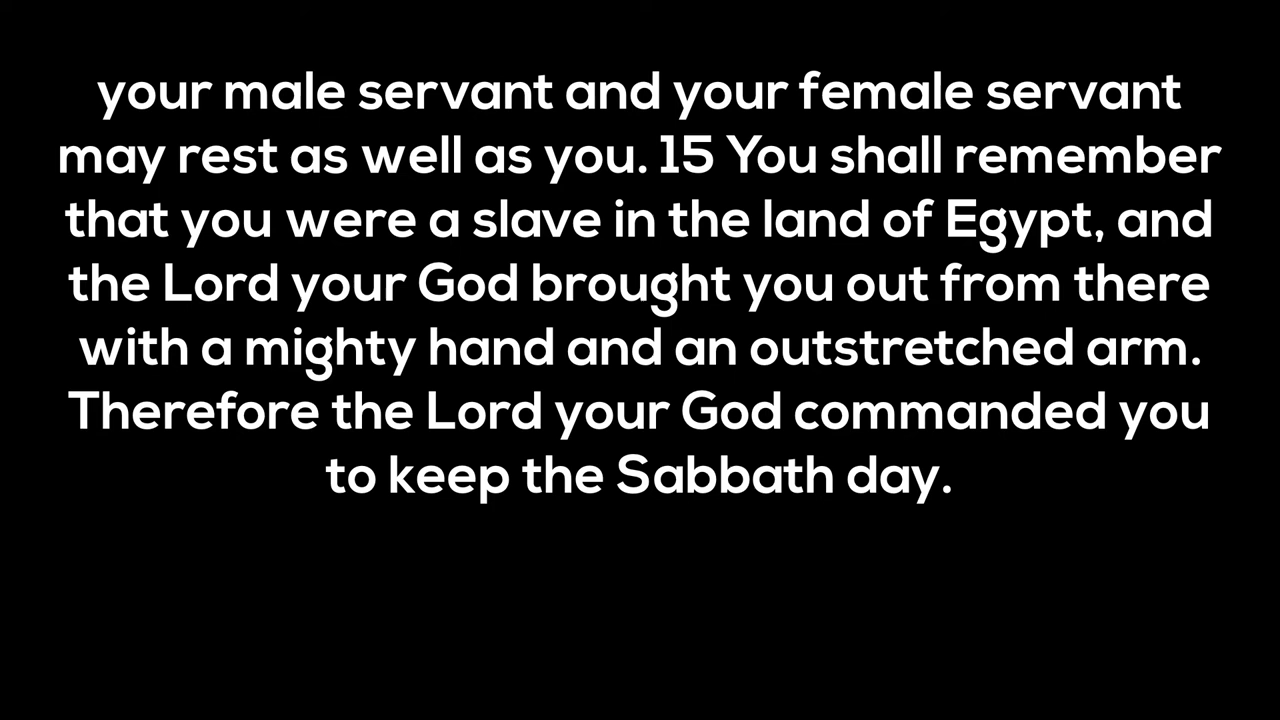 your male servant and your female servant
may rest as well as you. 15 You shall remember
that you were a slave in the land of Egypt, and
the Lord your God brought you out from there
with a mighty hand and an outstretched arm.
Therefore the Lord your God commanded you
to keep the Sabbath day.